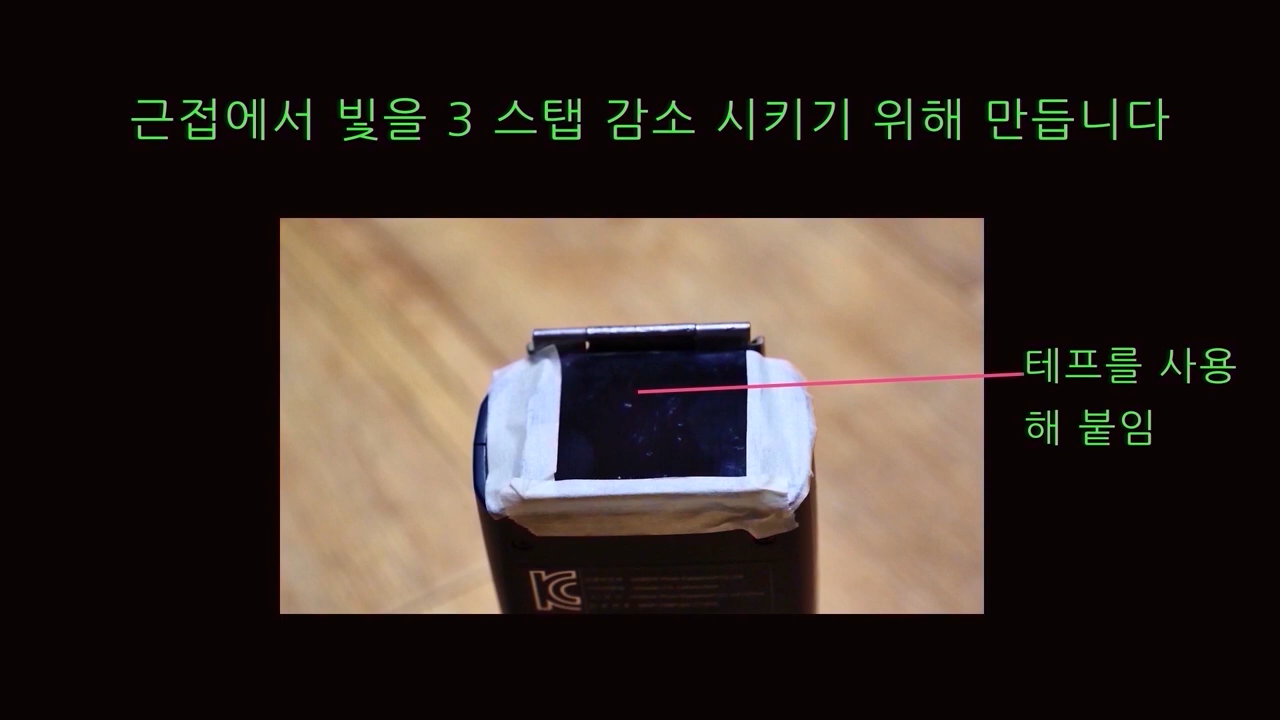 근접에서 빛을 3 스탭 감소 시키기 위해 만듭니다
테프를 사용
해 붙임
KC